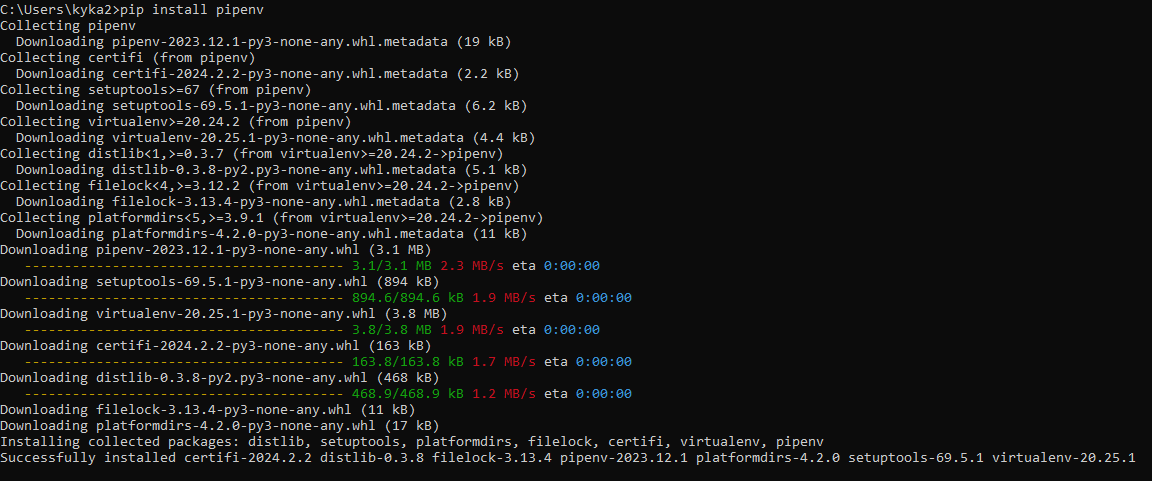 C:\Users\kyka2>pip install pipenv
Collecting pipenv
  Downloading pipenv-2023.12.1-py3-none-any.whl.metadata (19 kB)
Collecting certifi (from pipenv)
  Downloading certifi-2024.2.2-py3-none-any.whl.metadata (2.2 kB)
Collecting setuptools>=67 (from pipenv)
  Downloading setuptools-69.5.1-py3-none-any.whl.metadata (6.2 kB)
Collecting virtualenv>=20.24.2 (from pipenv)
  Downloading virtualenv-20.25.1-py3-none-any.whl.metadata (4.4 kB)
Collecting distlib<1,>=0.3.7 (from virtualenv>=20.24.2->pipenv)
  Downloading distlib-0.3.8-py2.py3-none-any.whl.metadata (5.1 kB)
Collecting filelock<4,>=3.12.2 (from virtualenv>=20.24.2->pipenv)
  Downloading filelock-3.13.4-py3-none-any.whl.metadata (2.8 kB)
Collecting platformdirs<5,>=3.9.1 (from virtualenv>=20.24.2->pipenv)
  Downloading platformdirs-4.2.0-py3-none-any.whl.metadata (11 kB)
Downloading pipenv-2023.12.1-py3-none-any.whl (3.1 MB)
   ---------------------------------------- 3.1/3.1 MB 2.3 MB/s eta 0:00:00
Downloading setuptools-69.5.1-py3-none-any.whl (894 kB)
   ---------------------------------------- 894.6/894.6 kB 1.9 MB/s eta 0:00:00
Downloading virtualenv-20.25.1-py3-none-any.whl (3.8 MB)
   ---------------------------------------- 3.8/3.8 MB 1.9 MB/s eta 0:00:00
Downloading certifi-2024.2.2-py3-none-any.whl (163 kB)
   ---------------------------------------- 163.8/163.8 kB 1.7 MB/s eta 0:00:00
Downloading distlib-0.3.8-py2.py3-none-any.whl (468 kB)
   ---------------------------------------- 468.9/468.9 kB 1.2 MB/s eta 0:00:00
Downloading filelock-3.13.4-py3-none-any.whl (11 kB)
Downloading platformdirs-4.2.0-py3-none-any.whl (17 kB)
Installing collected packages: distlib, setuptools, platformdirs, filelock, certifi, virtualenv, pipenv
Successfully installed certifi-2024.2.2 distlib-0.3.8 filelock-3.13.4 pipenv-2023.12.1 platformdirs-4.2.0 setuptools-69.5.1 virtualenv-20.25.1